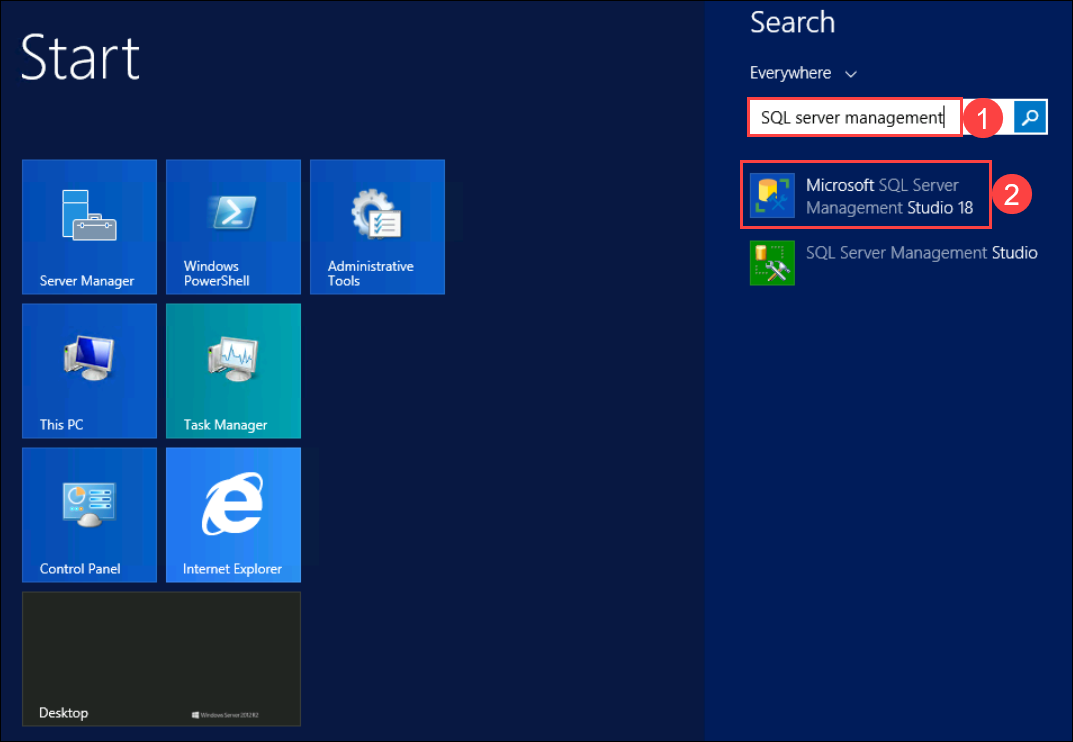 Start
Search
Everywhere
SQL server management
1
Microsoft SQL Server
Management Studio 18
2
SQL Server Management Studio
Server Manager
Windows
PowerShell
Administrative
Tools
This PC
Task Manager
Control Panel
Internet Explorer
Desktop
Windows Server 2012 R2